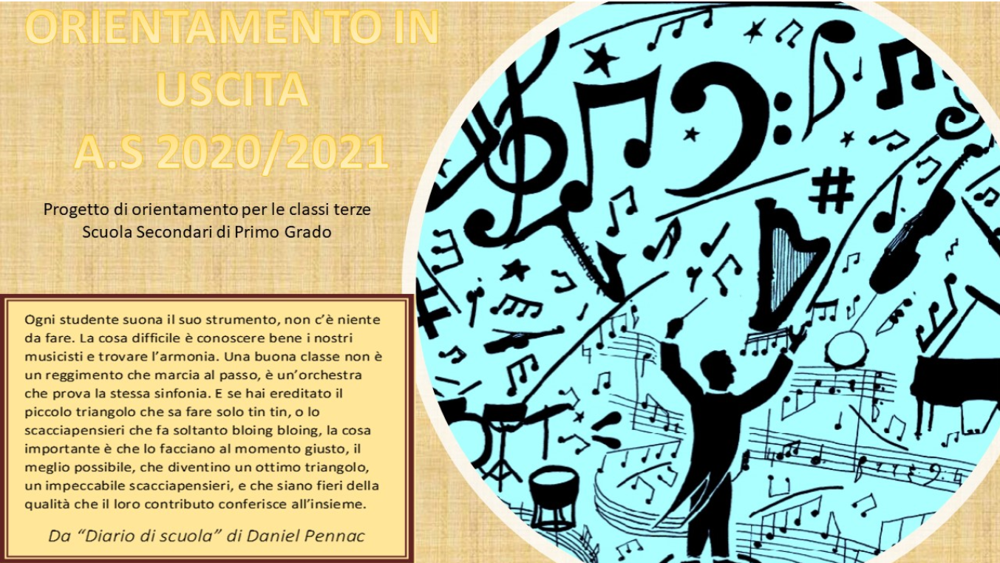 ORIENTAMENTO IN
USCITA
A.S 2020/2021
Progetto di orientamento per le classi terze
Scuola Secondari di Primo Grado
Ogni studente suona il suo strumento, non c’è niente
da fare. La cosa difficile è conoscere bene i nostri
musicisti e trovare l’armonia. Una buona classe non è
un reggimento che marcia al passo, è un’orchestra
che prova la stessa sinfonia. E se hai ereditato il
piccolo triangolo che sa fare solo tin tin, o lo
scacciapensieri che fa soltanto bloing bloing, la cosa
importante è che lo facciano al momento giusto, il
meglio possibile, che diventino un ottimo triangolo,
un impeccabile scacciapensieri, e che siano fieri della
qualità che il loro contributo conferisce all’insieme.
Da “Diario di scuola” di Daniel Pennac